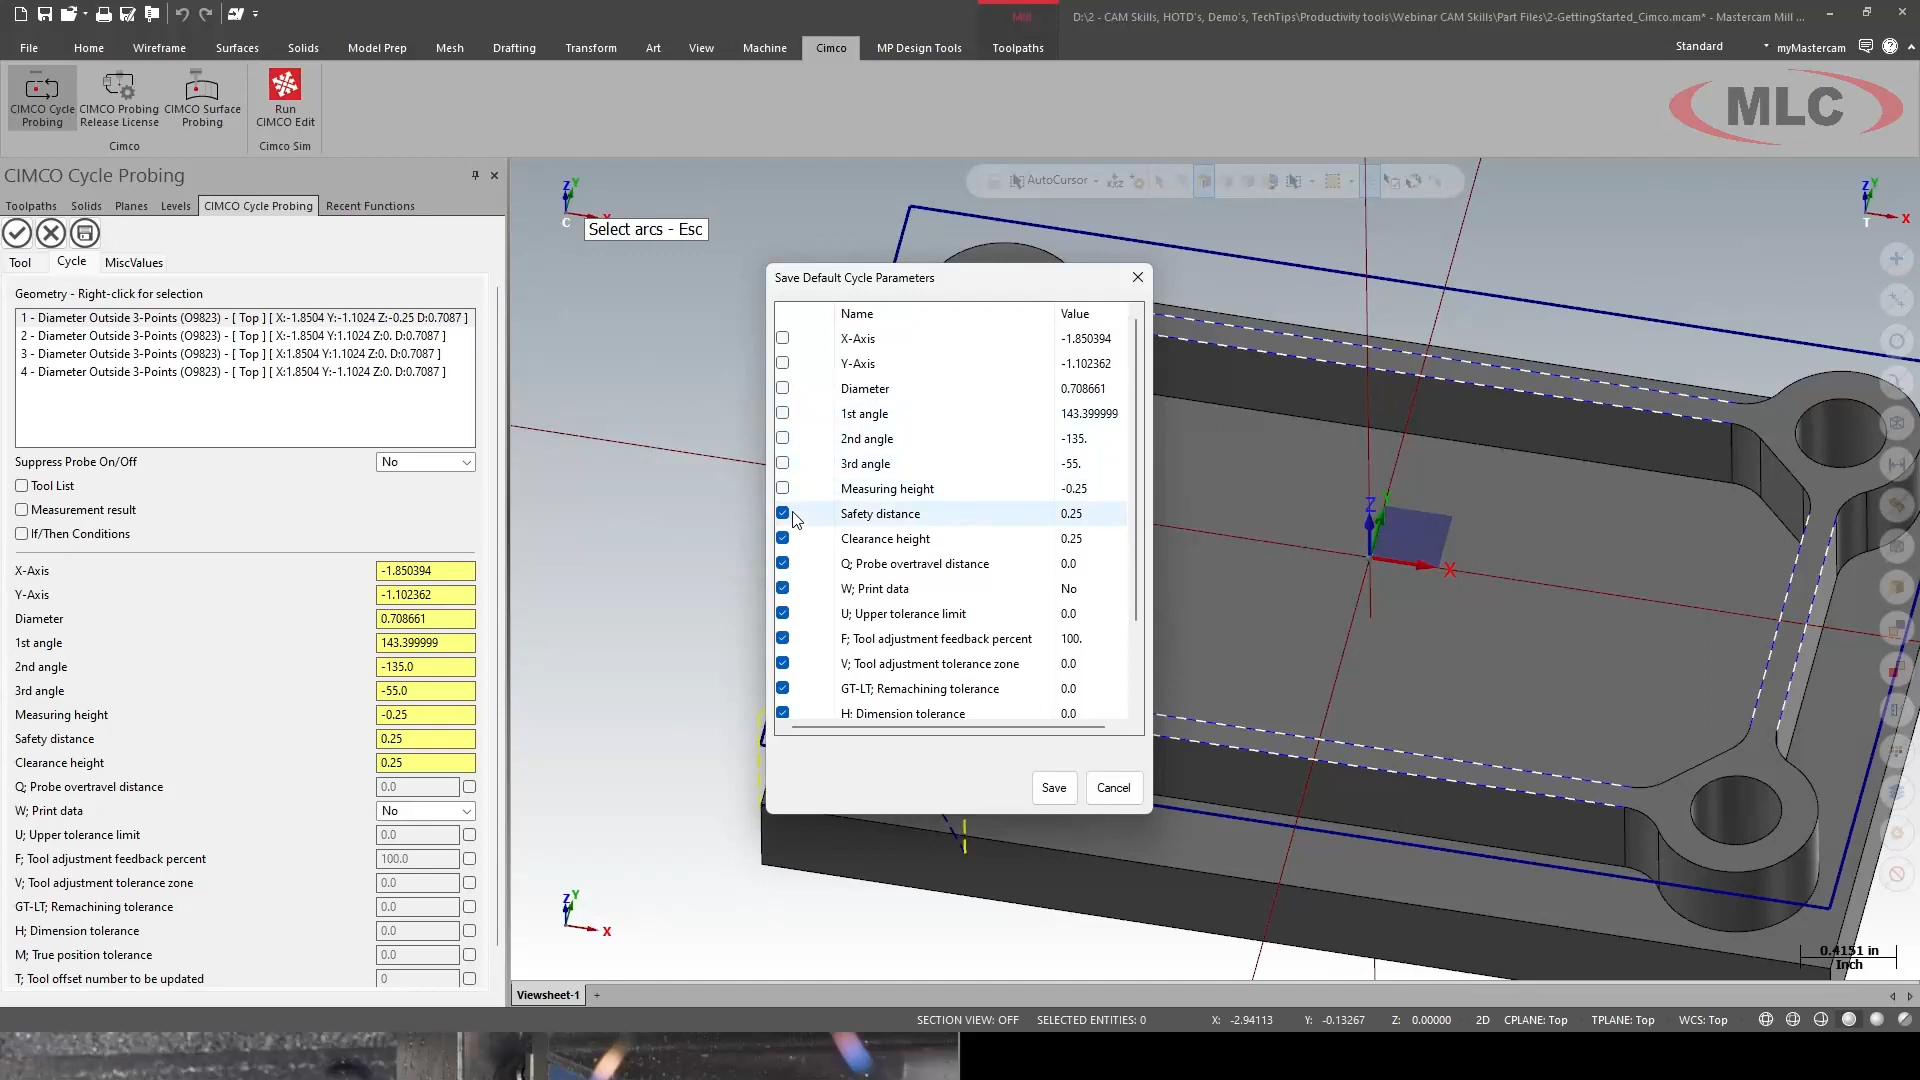 D:\2 - CAM Skills, HOTD's, Demo's, TechTips\Productivity tools\Webinar CAM Skills\Part Files\2-GettingStarted_Cimco.mcam* - Mastercam Mill ...
Mill
File Home Wireframe Surfaces Solids Model Prep Mesh Drafting Transform Art View Machine Cimco MP Design Tools Toolpaths
Standard myMastercam
CIMCO Cycle Probing
CIMCO Probing Release License
CIMCO Surface Probing
Run CIMCO Edit
Cimco Cimco Sim
MLC
CIMCO Cycle Probing
Toolpaths Solids Planes Levels CIMCO Cycle Probing Recent Functions
Tool Cycle MiscValues
Geometry - Right-click for selection
1 - Diameter Outside 3-Points (O9823) - [ Top ] [ X:-1.8504 Y:-1.1024 Z:-0.25 D:0.7087 ]
2 - Diameter Outside 3-Points (O9823) - [ Top ] [ X:-1.8504 Y:1.1024 Z:0. D:0.7087 ]
3 - Diameter Outside 3-Points (O9823) - [ Top ] [ X:1.8504 Y:1.1024 Z:0. D:0.7087 ]
4 - Diameter Outside 3-Points (O9823) - [ Top ] [ X:1.8504 Y:-1.1024 Z:0. D:0.7087 ]
Suppress Probe On/Off No
Tool List
Measurement result
If/Then Conditions
X-Axis -1.850394
Y-Axis -1.102362
Diameter 0.708661
1st angle 143.399999
2nd angle -135.0
3rd angle -55.0
Measuring height -0.25
Safety distance 0.25
Clearance height 0.25
Q; Probe overtravel distance 0.0
W; Print data No
U; Upper tolerance limit 0.0
F; Tool adjustment feedback percent 100.0
V; Tool adjustment tolerance zone 0.0
GT-LT; Remachining tolerance 0.0
H; Dimension tolerance 0.0
M; True position tolerance 0.0
T; Tool offset number to be updated 0
Z Y X
C
Select arcs - Esc
AutoCursor
Z Y X
T
Save Default Cycle Parameters
Name Value
X-Axis -1.850394
Y-Axis -1.102362
Diameter 0.708661
1st angle 143.399999
2nd angle -135.
3rd angle -55.
Measuring height -0.25
Safety distance 0.25
Clearance height 0.25
Q; Probe overtravel distance 0.0
W; Print data No
U; Upper tolerance limit 0.0
F; Tool adjustment feedback percent 100.
V; Tool adjustment tolerance zone 0.0
GT-LT; Remachining tolerance 0.0
H; Dimension tolerance 0.0
Save Cancel
Z Y X
Z Y X
0.4151 in
Inch
Viewsheet-1 +
SECTION VIEW: OFF SELECTED ENTITIES: 0 X: -2.94113 Y: -0.13267 Z: 0.00000 2D CPLANE: Top TPLANE: Top WCS: Top